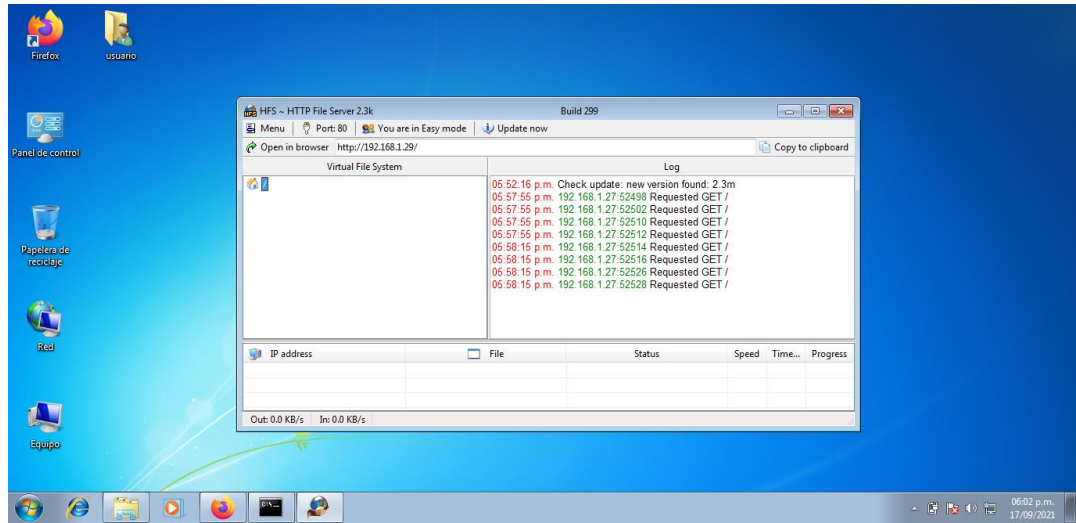 Firefox
usuario
Panel de control
Papelera de
reciclaje
Red
Equipo
HFS ~ HTTP File Server 2.3k
Build 299
Menu
Port: 80
You are in Easy mode
Update now
Open in browser
http://192.168.1.29/
Copy to clipboard
Virtual File System
Log
/
05:52:16 p.m. Check update: new version found: 2.3m
05:57:55 p.m. 192.168.1.27:52498 Requested GET /
05:57:55 p.m. 192.168.1.27:52502 Requested GET /
05:57:55 p.m. 192.168.1.27:52510 Requested GET /
05:57:55 p.m. 192.168.1.27:52512 Requested GET /
05:58:15 p.m. 192.168.1.27:52514 Requested GET /
05:58:15 p.m. 192.168.1.27:52516 Requested GET /
05:58:15 p.m. 192.168.1.27:52526 Requested GET /
05:58:15 p.m. 192.168.1.27:52528 Requested GET /
IP address
File
Status
Speed
Time...
Progress
Out: 0.0 KB/s
In: 0.0 KB/s
06:02 p.m.
17/09/2021